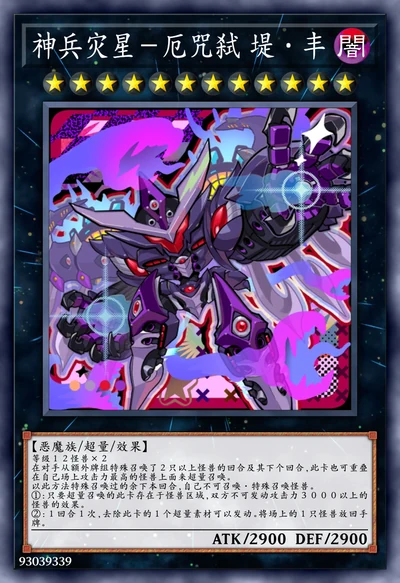 神兵灾星－厄咒弑 堤·丰 闇
【恶魔族/超量/效果】
等级１２怪兽×２
在对手从额外牌组特殊召唤了２只以上怪兽的回合及其下个回合，此卡也可重叠
在自己场上攻击力最高的怪兽上面来超量召唤。
以此方法特殊召唤过的余下本回合，自己不可召唤·特殊召唤怪兽。
①：只要超量召唤的此卡存在于怪兽区域，双方不可发动攻击力３０００以上的
怪兽的效果。
②：１回合１次，去除此卡的１个超量素材可以发动。将场上的１只怪兽放回手
牌。
ATK/2900 DEF/2900
93039339